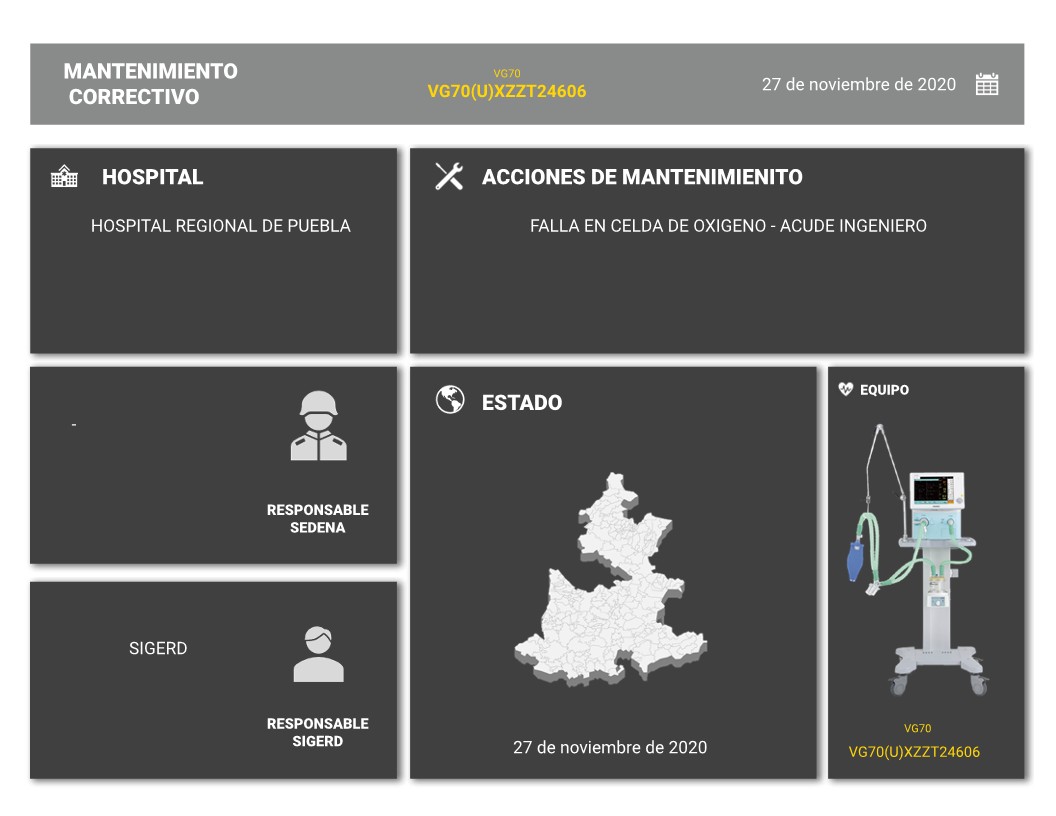 MANTENIMIENTO
CORRECTIVO
VG70
VG70(U)XZZT24606
27 de noviembre de 2020
HOSPITAL
HOSPITAL REGIONAL DE PUEBLA
ACCIONES DE MANTENIMIENITO
FALLA EN CELDA DE OXIGENO - ACUDE INGENIERO
-
RESPONSABLE
SEDENA
SIGERD
RESPONSABLE
SIGERD
ESTADO
27 de noviembre de 2020
EQUIPO
VG70
VG70(U)XZZT24606